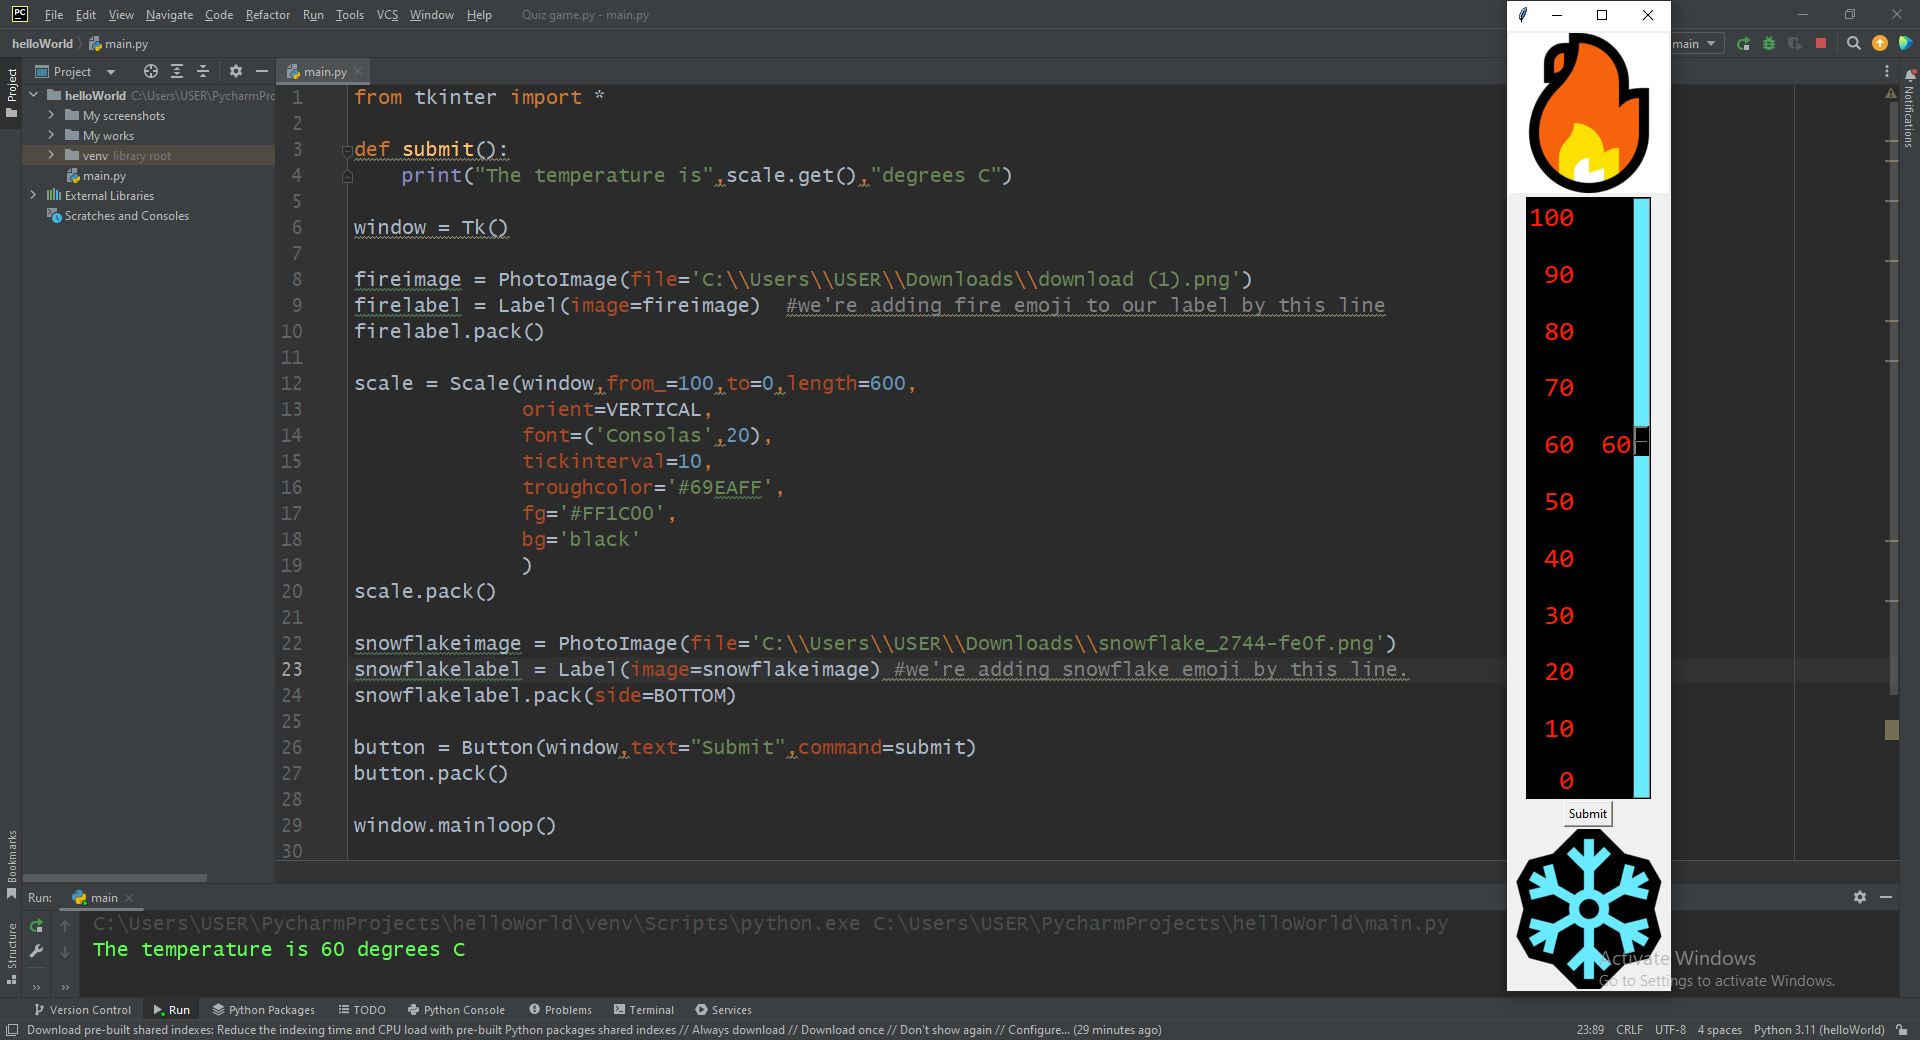 File Edit View Navigate Code Refactor Run Tools VCS Window Help Quiz game.py - main.py
helloWorld main.py
main
Project
main.py
helloWorld C:\Users\USER\PycharmPro
My screenshots
My works
venv library root
main.py
External Libraries
Scratches and Consoles
Project
Bookmarks
Structure
Notifications
1 from tkinter import *
2
3 def submit():
4 print("The temperature is",scale.get(),"degrees C")
5
6 window = Tk()
7
8 fireimage = PhotoImage(file='C:\\Users\\USER\\Downloads\\download (1).png')
9 firelabel = Label(image=fireimage) #we're adding fire emoji to our label by this line
10 firelabel.pack()
11
12 scale = Scale(window,from_=100,to=0,length=600,
13 orient=VERTICAL,
14 font=('Consolas',20),
15 tickinterval=10,
16 troughcolor='#69EAFF',
17 fg='#FF1C00',
18 bg='black'
19 )
20 scale.pack()
21
22 snowflakeimage = PhotoImage(file='C:\\Users\\USER\\Downloads\\snowflake_2744-fe0f.png')
23 snowflakelabel = Label(image=snowflakeimage) #we're adding snowflake emoji by this line.
24 snowflakelabel.pack(side=BOTTOM)
25
26 button = Button(window,text="Submit",command=submit)
27 button.pack()
28
29 window.mainloop()
30
100
90
80
70
60 60
50
40
30
20
10
0
Submit
Run: main
C:\Users\USER\PycharmProjects\helloWorld\venv\Scripts\python.exe C:\Users\USER\PycharmProjects\helloWorld\main.py
The temperature is 60 degrees C
Activate Windows
Go to Settings to activate Windows.
Version Control Run Python Packages TODO Python Console Problems Terminal Services
Download pre-built shared indexes: Reduce the indexing time and CPU load with pre-built Python packages shared indexes // Always download // Download once // Don't show again // Configure... (29 minutes ago) 23:89 CRLF UTF-8 4 spaces Python 3.11 (helloWorld)